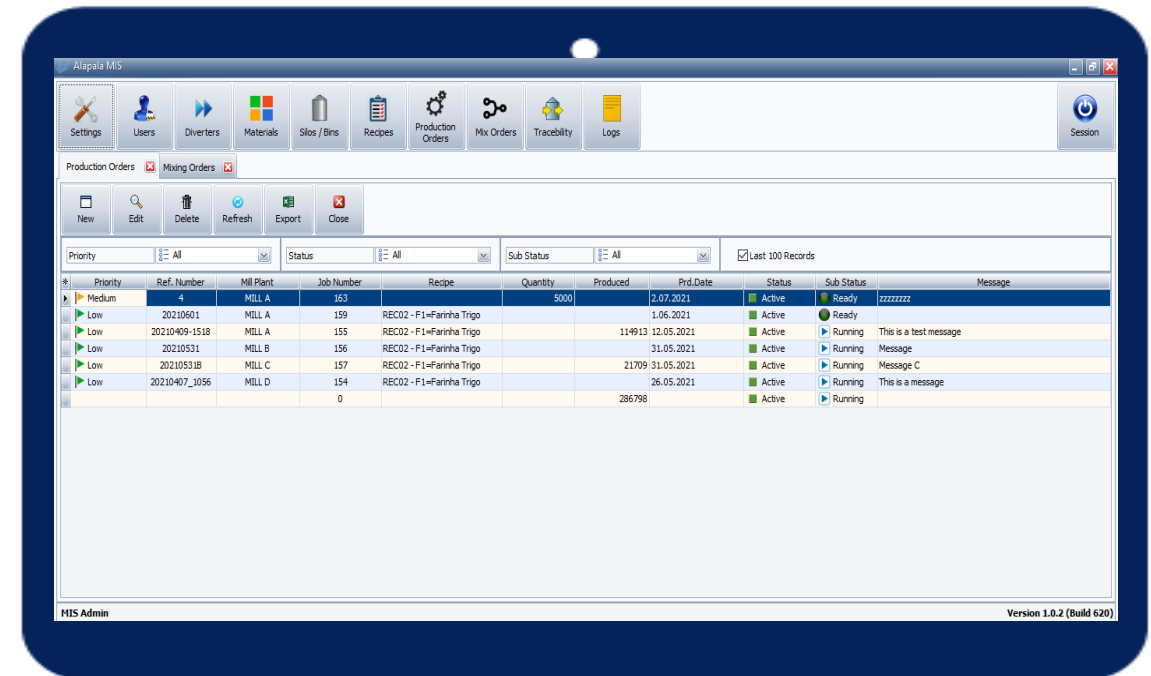 Alapala MIS
Settings Users Diverters Materials Silos / Bins Recipes Production Orders Mix Orders Tracebility Logs Session
Production Orders Mixing Orders
New Edit Delete Refresh Export Close
Priority All Status All Sub Status All Last 100 Records
Priority Ref. Number Mill Plant Job Number Recipe Quantity Produced Prd.Date Status Sub Status Message
Medium 4 MILL A 163 5000 2.07.2021 Active Ready zzzzzzzz
Low 20210601 MILL A 159 REC02 - F1=Farinha Trigo 1.06.2021 Active Ready
Low 20210409-1518 MILL A 155 REC02 - F1=Farinha Trigo 114913 12.05.2021 Active Running This is a test message
Low 20210531 MILL B 156 REC02 - F1=Farinha Trigo 31.05.2021 Active Running Message
Low 20210531B MILL C 157 REC02 - F1=Farinha Trigo 21709 31.05.2021 Active Running Message C
Low 20210407_1056 MILL D 154 REC02 - F1=Farinha Trigo 26.05.2021 Active Running This is a message
0 286798 Active Running
MIS Admin Version 1.0.2 (Build 620)